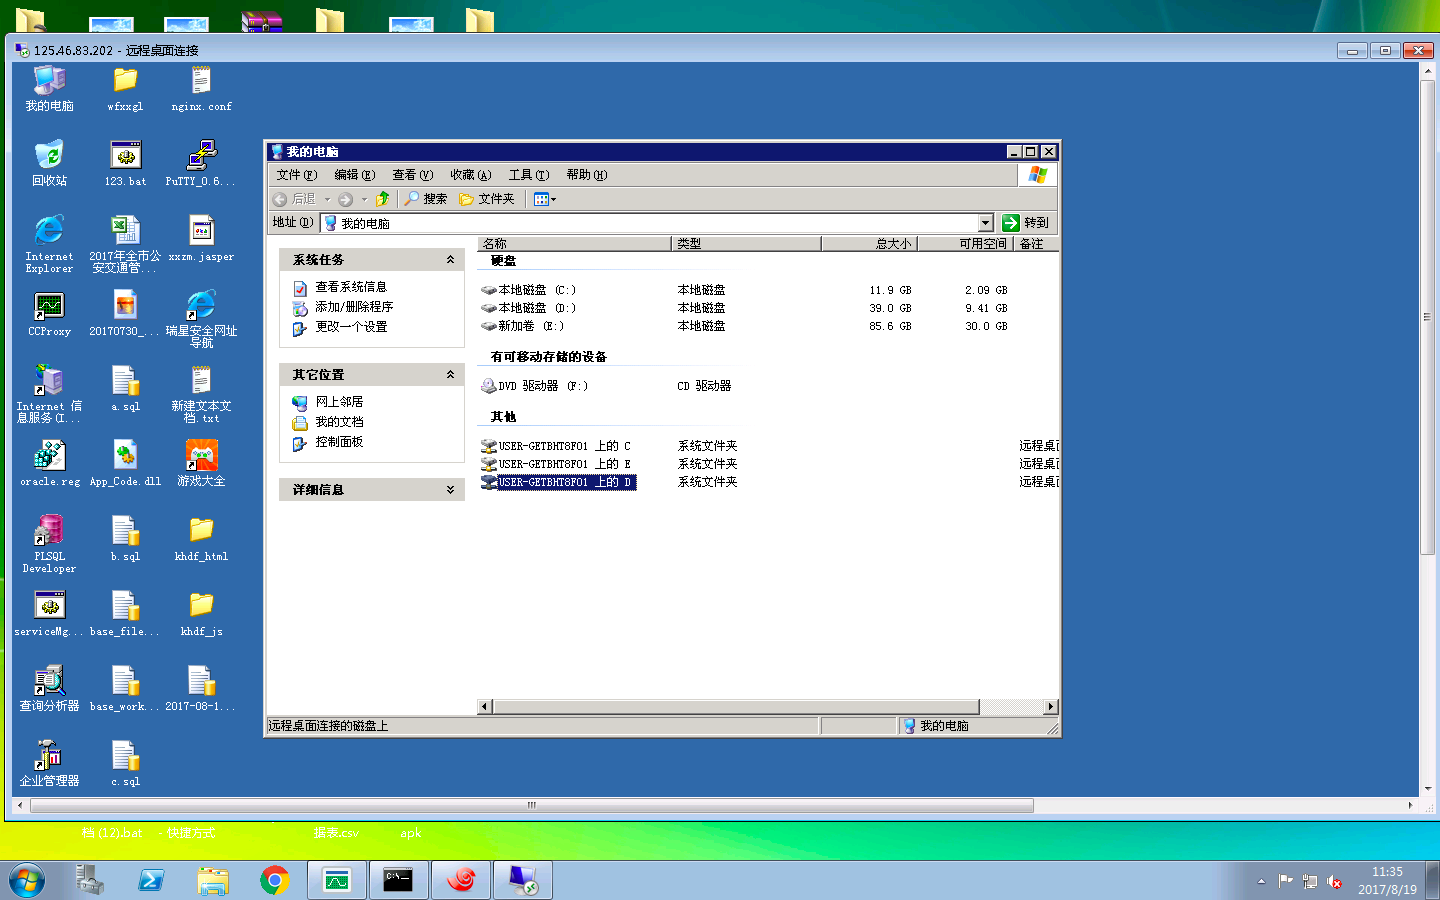 125.46.83.202 - 远程桌面连接
我的电脑
wfxxgl
nginx.conf
回收站
123.bat
PuTTY_0.6...
Internet
Explorer
2017年全市公
安交通管...
xxzm.jasper
CCProxy
20170730_...
瑞星安全网址
导航
Internet 信
息服务(I...
a.sql
新建文本文
档.txt
oracle.reg
App_Code.dll
游戏大全
PLSQL
Developer
b.sql
khdf_html
serviceMg...
base_file...
khdf_js
查询分析器
base_work...
2017-08-1...
企业管理器
c.sql
我的电脑
文件(F) 编辑(E) 查看(V) 收藏(A) 工具(T) 帮助(H)
后退 搜索 文件夹
地址(D) 我的电脑 转到
系统任务
查看系统信息
添加/删除程序
更改一个设置
其它位置
网上邻居
我的文档
控制面板
详细信息
名称 类型 总大小 可用空间 备注
硬盘
本地磁盘 (C:) 本地磁盘 11.9 GB 2.09 GB
本地磁盘 (D:) 本地磁盘 39.0 GB 9.41 GB
新加卷 (E:) 本地磁盘 85.6 GB 30.0 GB
有可移动存储的设备
DVD 驱动器 (F:) CD 驱动器
其他
USER-GETBHT8FO1 上的 C 系统文件夹 远程桌面
USER-GETBHT8FO1 上的 E 系统文件夹 远程桌面
USER-GETBHT8FO1 上的 D 系统文件夹 远程桌面
远程桌面连接的磁盘上 我的电脑
档 (12).bat - 快捷方式 据表.csv apk
C:\
11:35
2017/8/19